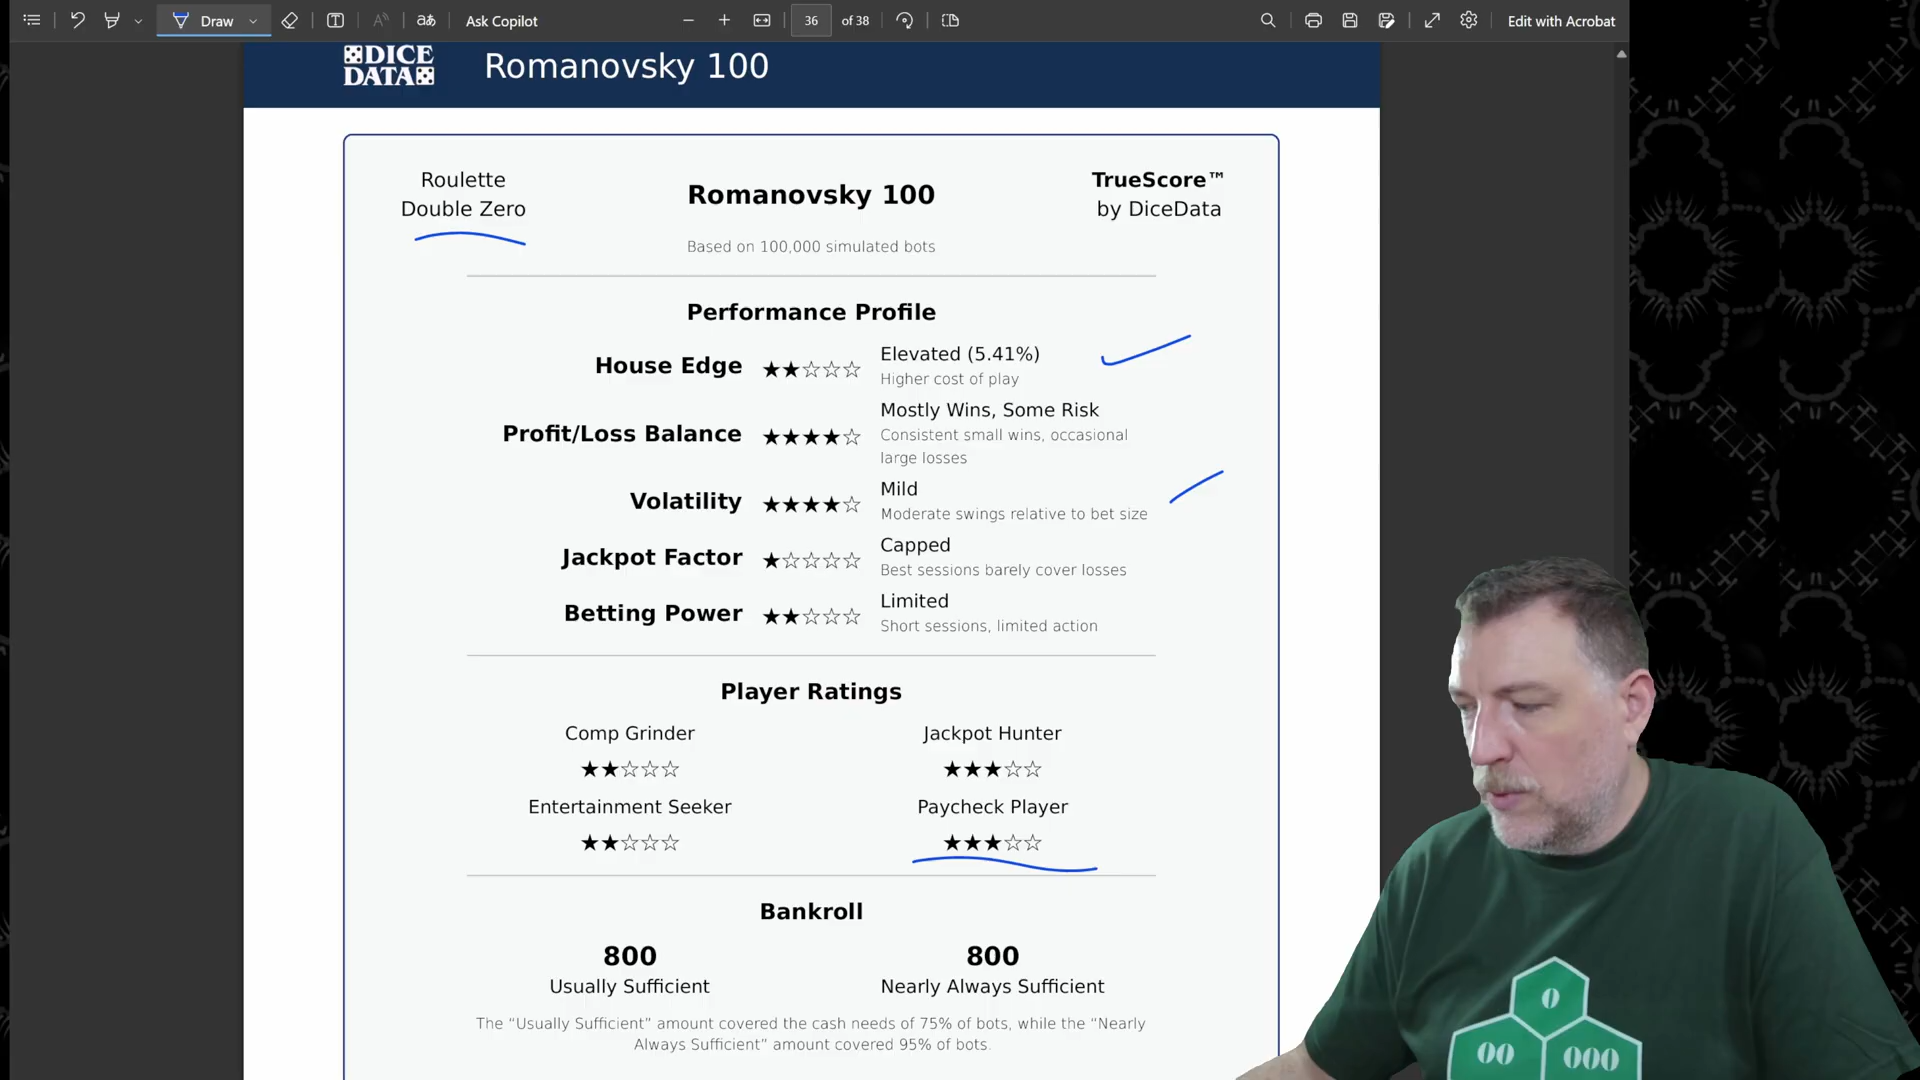 Draw
aあ
Ask Copilot
36
of 38
Edit with Acrobat
DICE
DATA
Romanovsky 100
Roulette
Double Zero
Romanovsky 100
TrueScore™
by DiceData
Based on 100,000 simulated bots
Performance Profile
House Edge ★★☆☆☆ Elevated (5.41%)
Higher cost of play
Profit/Loss Balance ★★★★☆ Mostly Wins, Some Risk
Consistent small wins, occasional
large losses
Volatility ★★★★☆ Mild
Moderate swings relative to bet size
Jackpot Factor ★☆☆☆☆ Capped
Best sessions barely cover losses
Betting Power ★★☆☆☆ Limited
Short sessions, limited action
Player Ratings
Comp Grinder
★★☆☆☆
Jackpot Hunter
★★★☆☆
Entertainment Seeker
★★☆☆☆
Paycheck Player
★★★☆☆
Bankroll
800
Usually Sufficient
800
Nearly Always Sufficient
The “Usually Sufficient” amount covered the cash needs of 75% of bots, while the “Nearly
Always Sufficient” amount covered 95% of bots.
0
00
000